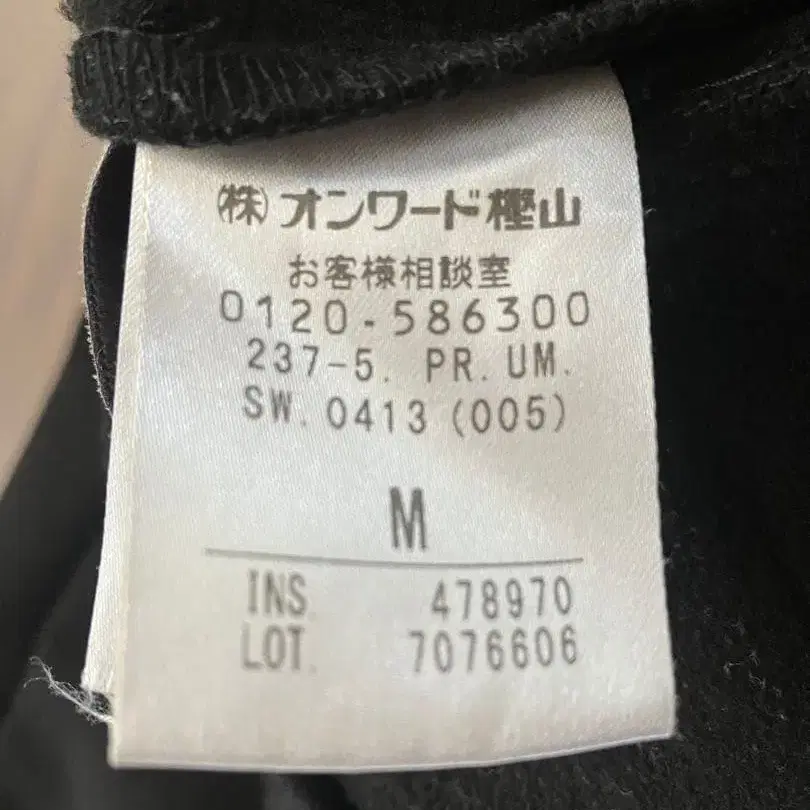 ㈱オンワード樫山
お客様相談室
0120-586300
237-5. PR. UM.
SW. 0413 (005)
M
INS. 478970
LOT. 7076606